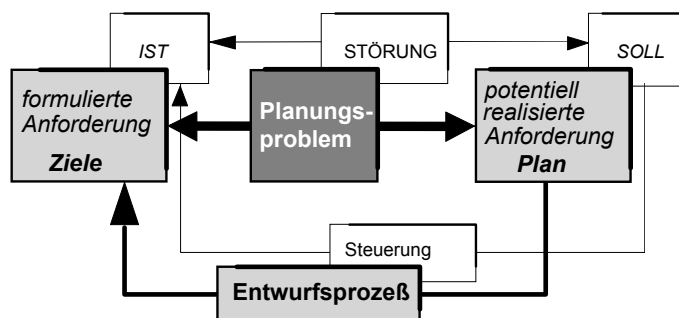 IST
STÖRUNG
SOLL
formulierte
Anforderung
Ziele
Planungs-
problem
potentiell
realisierte
Anforderung
Plan
Steuerung
Entwurfsprozeß